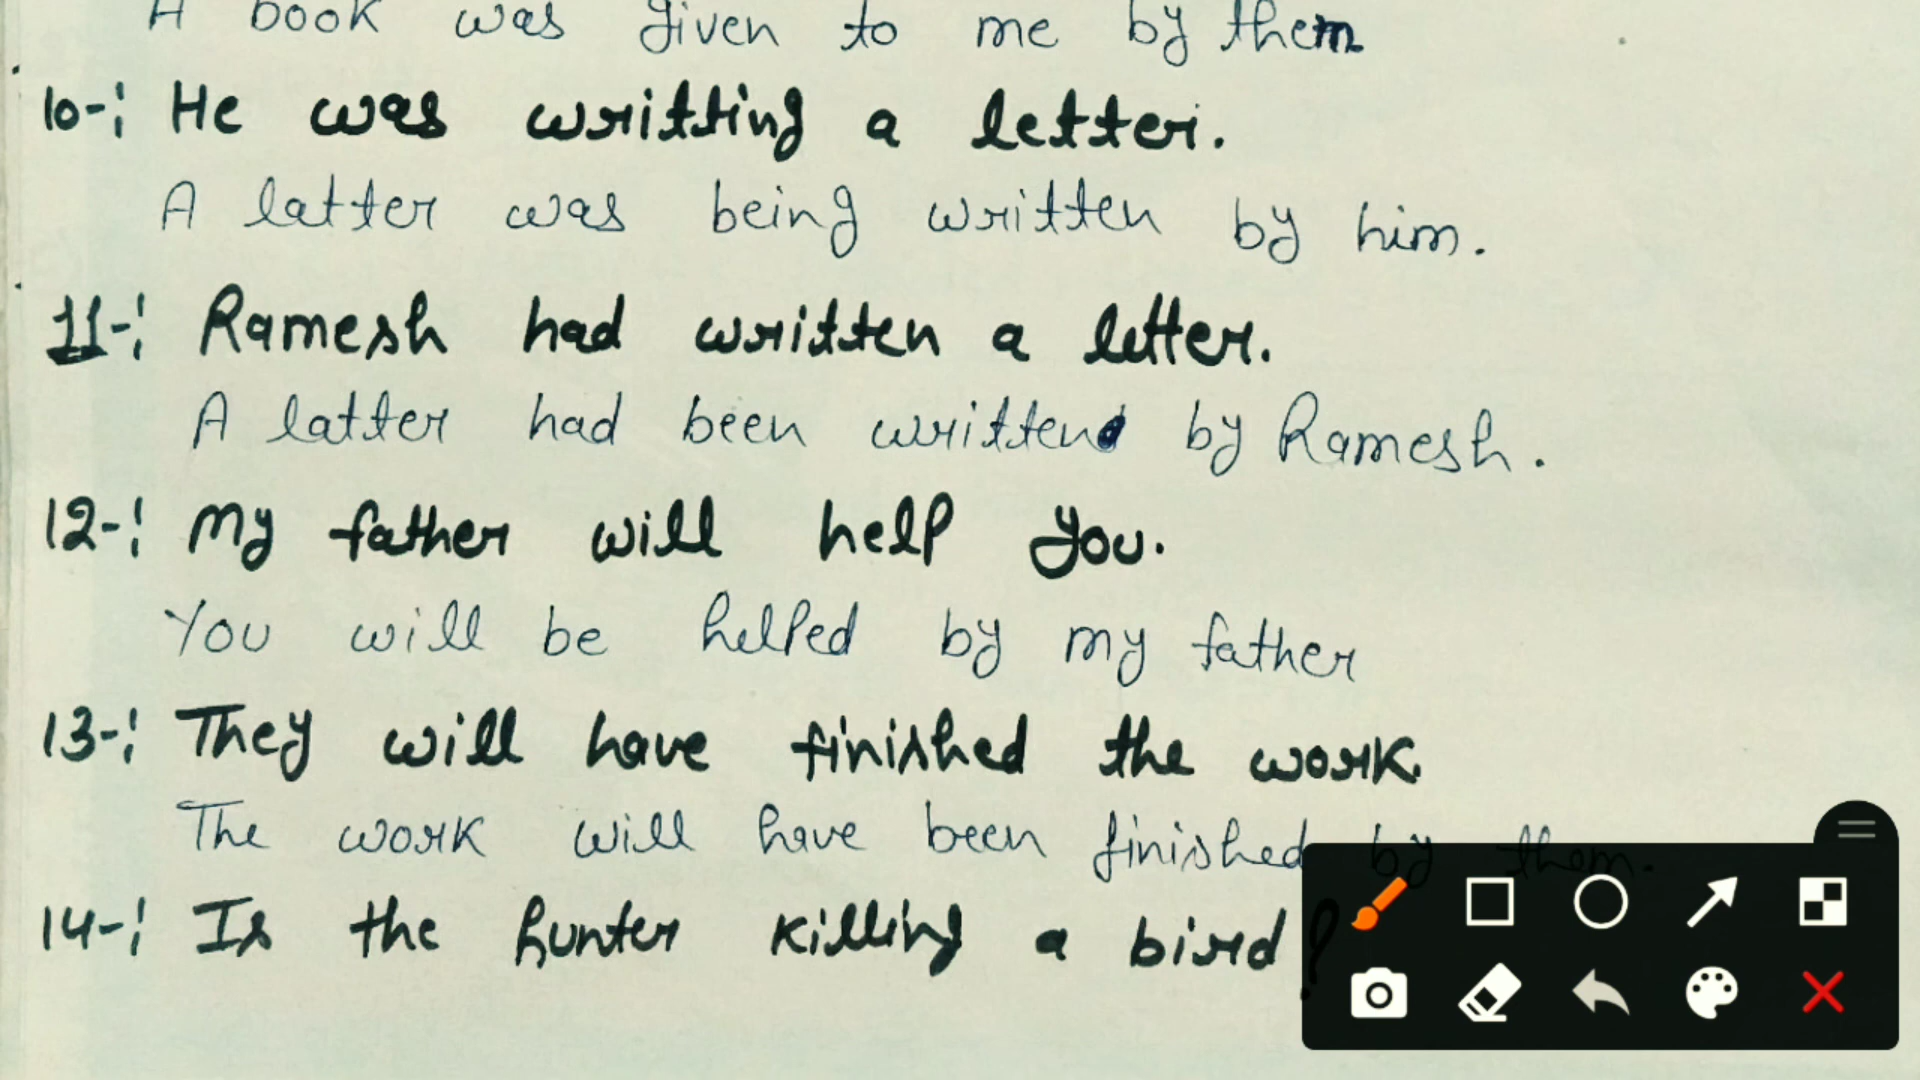 A book was given to me by them
10-: He was writting a letter.
A latter was being written by him.
11-: Ramesh had written a letter.
A latter had been written by Ramesh.
12-: My father will help you.
You will be helped by my father
13-: They will have finished the work.
The work will have been finished by them.
14-: Is the hunter killing a bird?